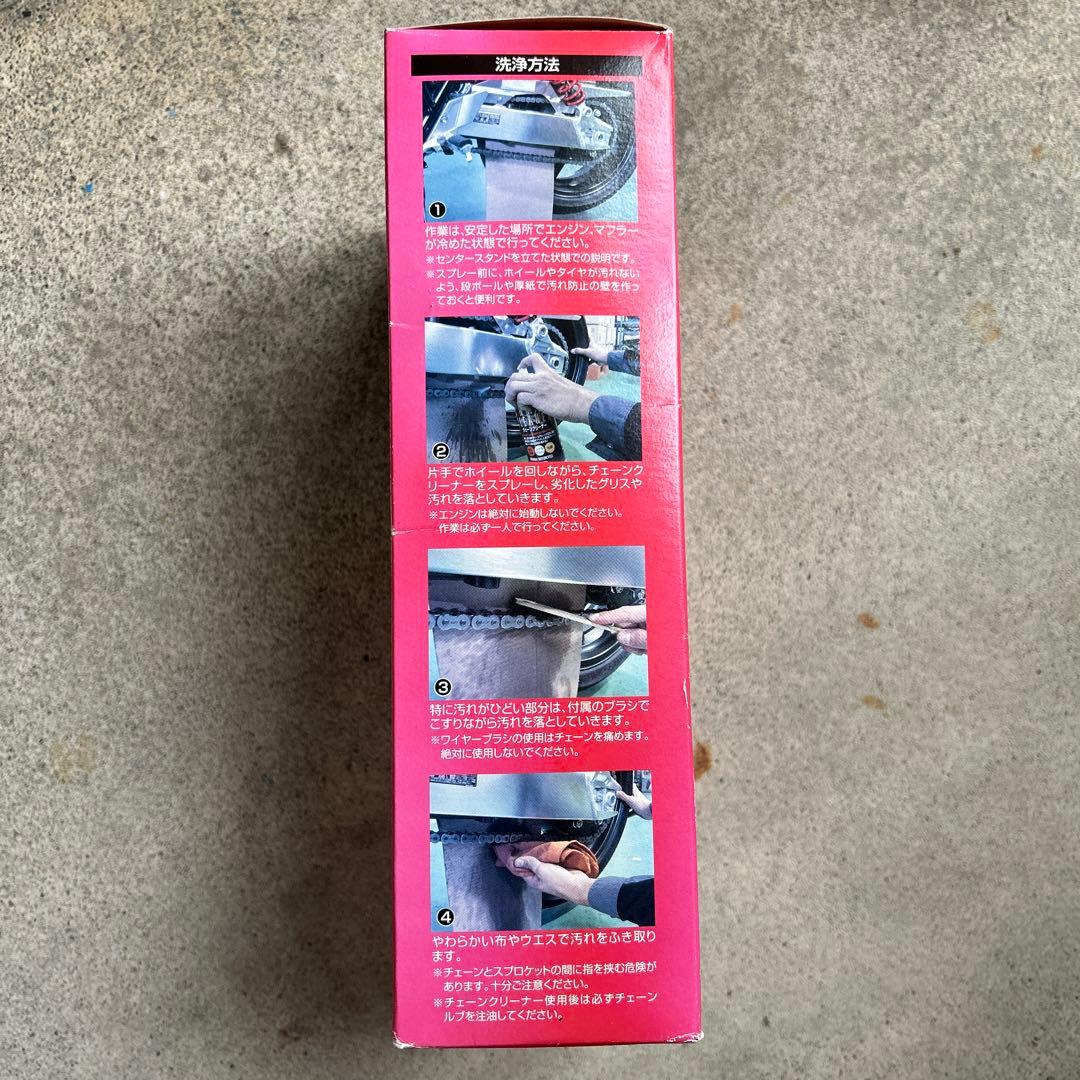 洗浄方法
1
作業は、安定した場所でエンジン、マフラー
が冷めた状態で行ってください。
※センタースタンドを立てた状態での説明です。
※スプレー前に、ホイールやタイヤが汚れない
よう、段ボールや厚紙で汚れ防止の壁を作っ
ておくと便利です。
チェーンクリーナー
2
片手でホイールを回しながら、チェーンク
リーナーをスプレーし、劣化したグリスや
汚れを落としていきます。
※エンジンは絶対に始動しないでください。
作業は必ず一人で行ってください。
3
特に汚れがひどい部分は、付属のブラシで
こすりながら汚れを落としていきます。
※ワイヤーブラシの使用はチェーンを痛めます。
絶対に使用しないでください。
4
やわらかい布やウエスで汚れをふき取り
ます。
※チェーンとスプロケットの間に指を挟む危険が
あります。十分ご注意ください。
※チェーンクリーナー使用後は必ずチェーン
ルブを注油してください。